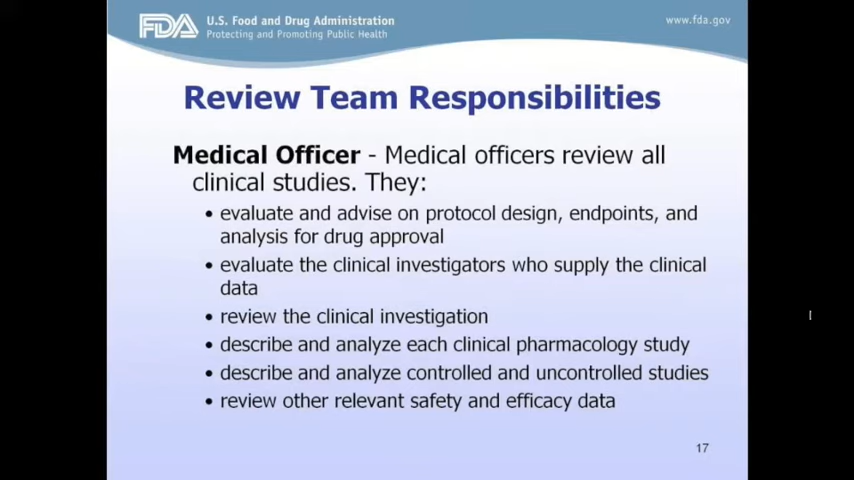 FDA
U.S. Food and Drug Administration
Protecting and Promoting Public Health
www.fda.gov
Review Team Responsibilities
Medical Officer - Medical officers review all
clinical studies. They:
• evaluate and advise on protocol design, endpoints, and
analysis for drug approval
• evaluate the clinical investigators who supply the clinical
data
• review the clinical investigation
• describe and analyze each clinical pharmacology study
• describe and analyze controlled and uncontrolled studies
• review other relevant safety and efficacy data
17